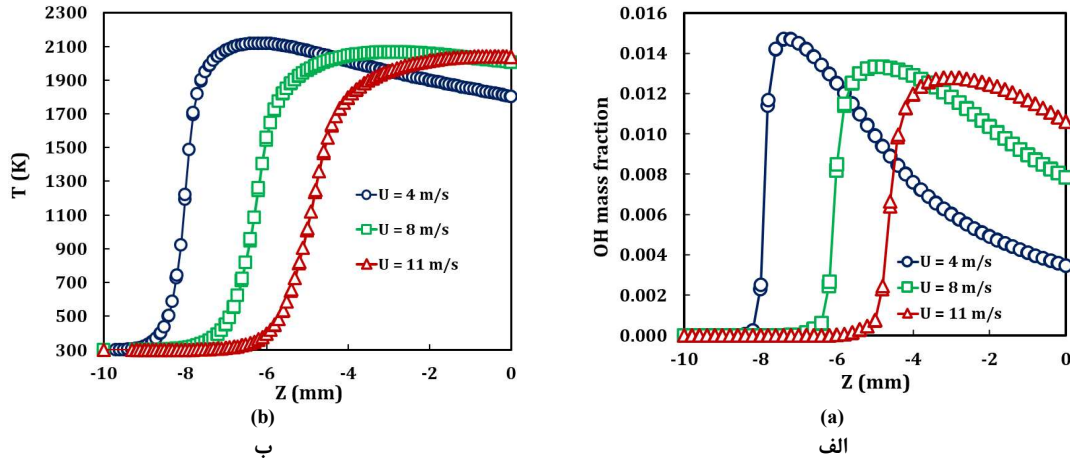 2100
1900
1700
1500
1300
1100
900
700
500
300
T (K)
U = 4 m/s
U = 8 m/s
U = 11 m/s
-10 -8 -6 -4 -2 0
Z (mm)
(b)
ب
0.016
0.014
0.012
0.010
0.008
0.006
0.004
0.002
0.000
OH mass fraction
U = 4 m/s
U = 8 m/s
U = 11 m/s
-10 -8 -6 -4 -2 0
Z (mm)
(a)
الف